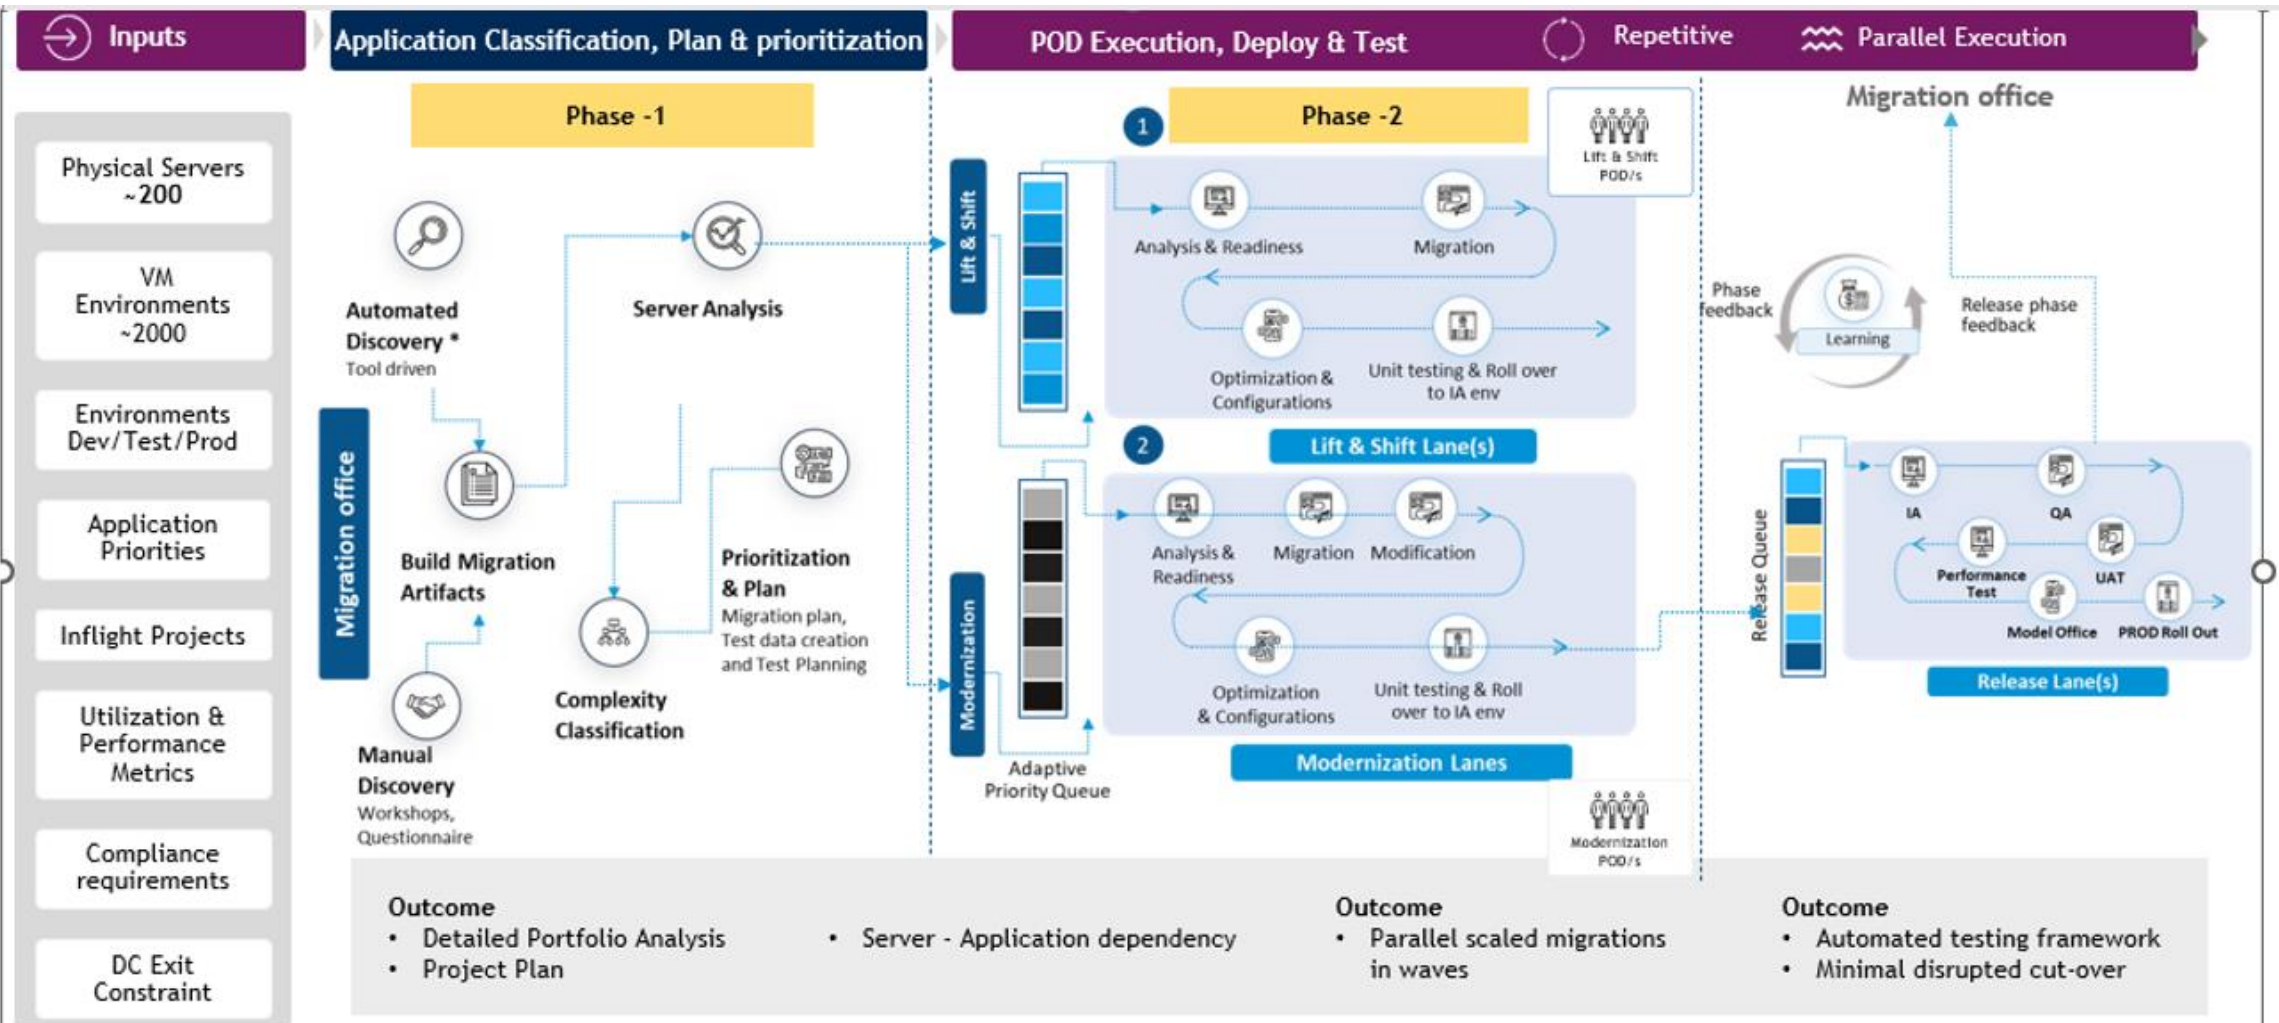 Inputs
Application Classification, Plan & prioritization
POD Execution, Deploy & Test
Repetitive
Parallel Execution
Physical Servers
~200
VM
Environments
~2000
Environments
Dev/Test/Prod
Application
Priorities
Inflight Projects
Utilization &
Performance
Metrics
Compliance
requirements
DC Exit
Constraint
Phase -1
Migration office
Automated
Discovery *
Tool driven
Server Analysis
Build Migration
Artifacts
Prioritization
& Plan
Migration plan,
Test data creation
and Test Planning
Complexity
Classification
Manual
Discovery
Workshops,
Questionnaire
1
Phase -2
Lift & Shift
POD/s
Lift & Shift
Analysis & Readiness
Migration
Optimization &
Configurations
Unit testing & Roll over
to IA env
Lift & Shift Lane(s)
2
Modernization
Analysis &
Readiness
Migration
Modification
Optimization
& Configurations
Unit testing & Roll
over to IA env
Adaptive
Priority Queue
Modernization Lanes
Modernization
POD/s
Migration office
Phase
feedback
Learning
Release phase
feedback
Release Queue
IA
QA
Performance
Test
UAT
Model Office
PROD Roll Out
Release Lane(s)
Outcome
• Detailed Portfolio Analysis
• Project Plan
• Server - Application dependency
Outcome
• Parallel scaled migrations
in waves
Outcome
• Automated testing framework
• Minimal disrupted cut-over